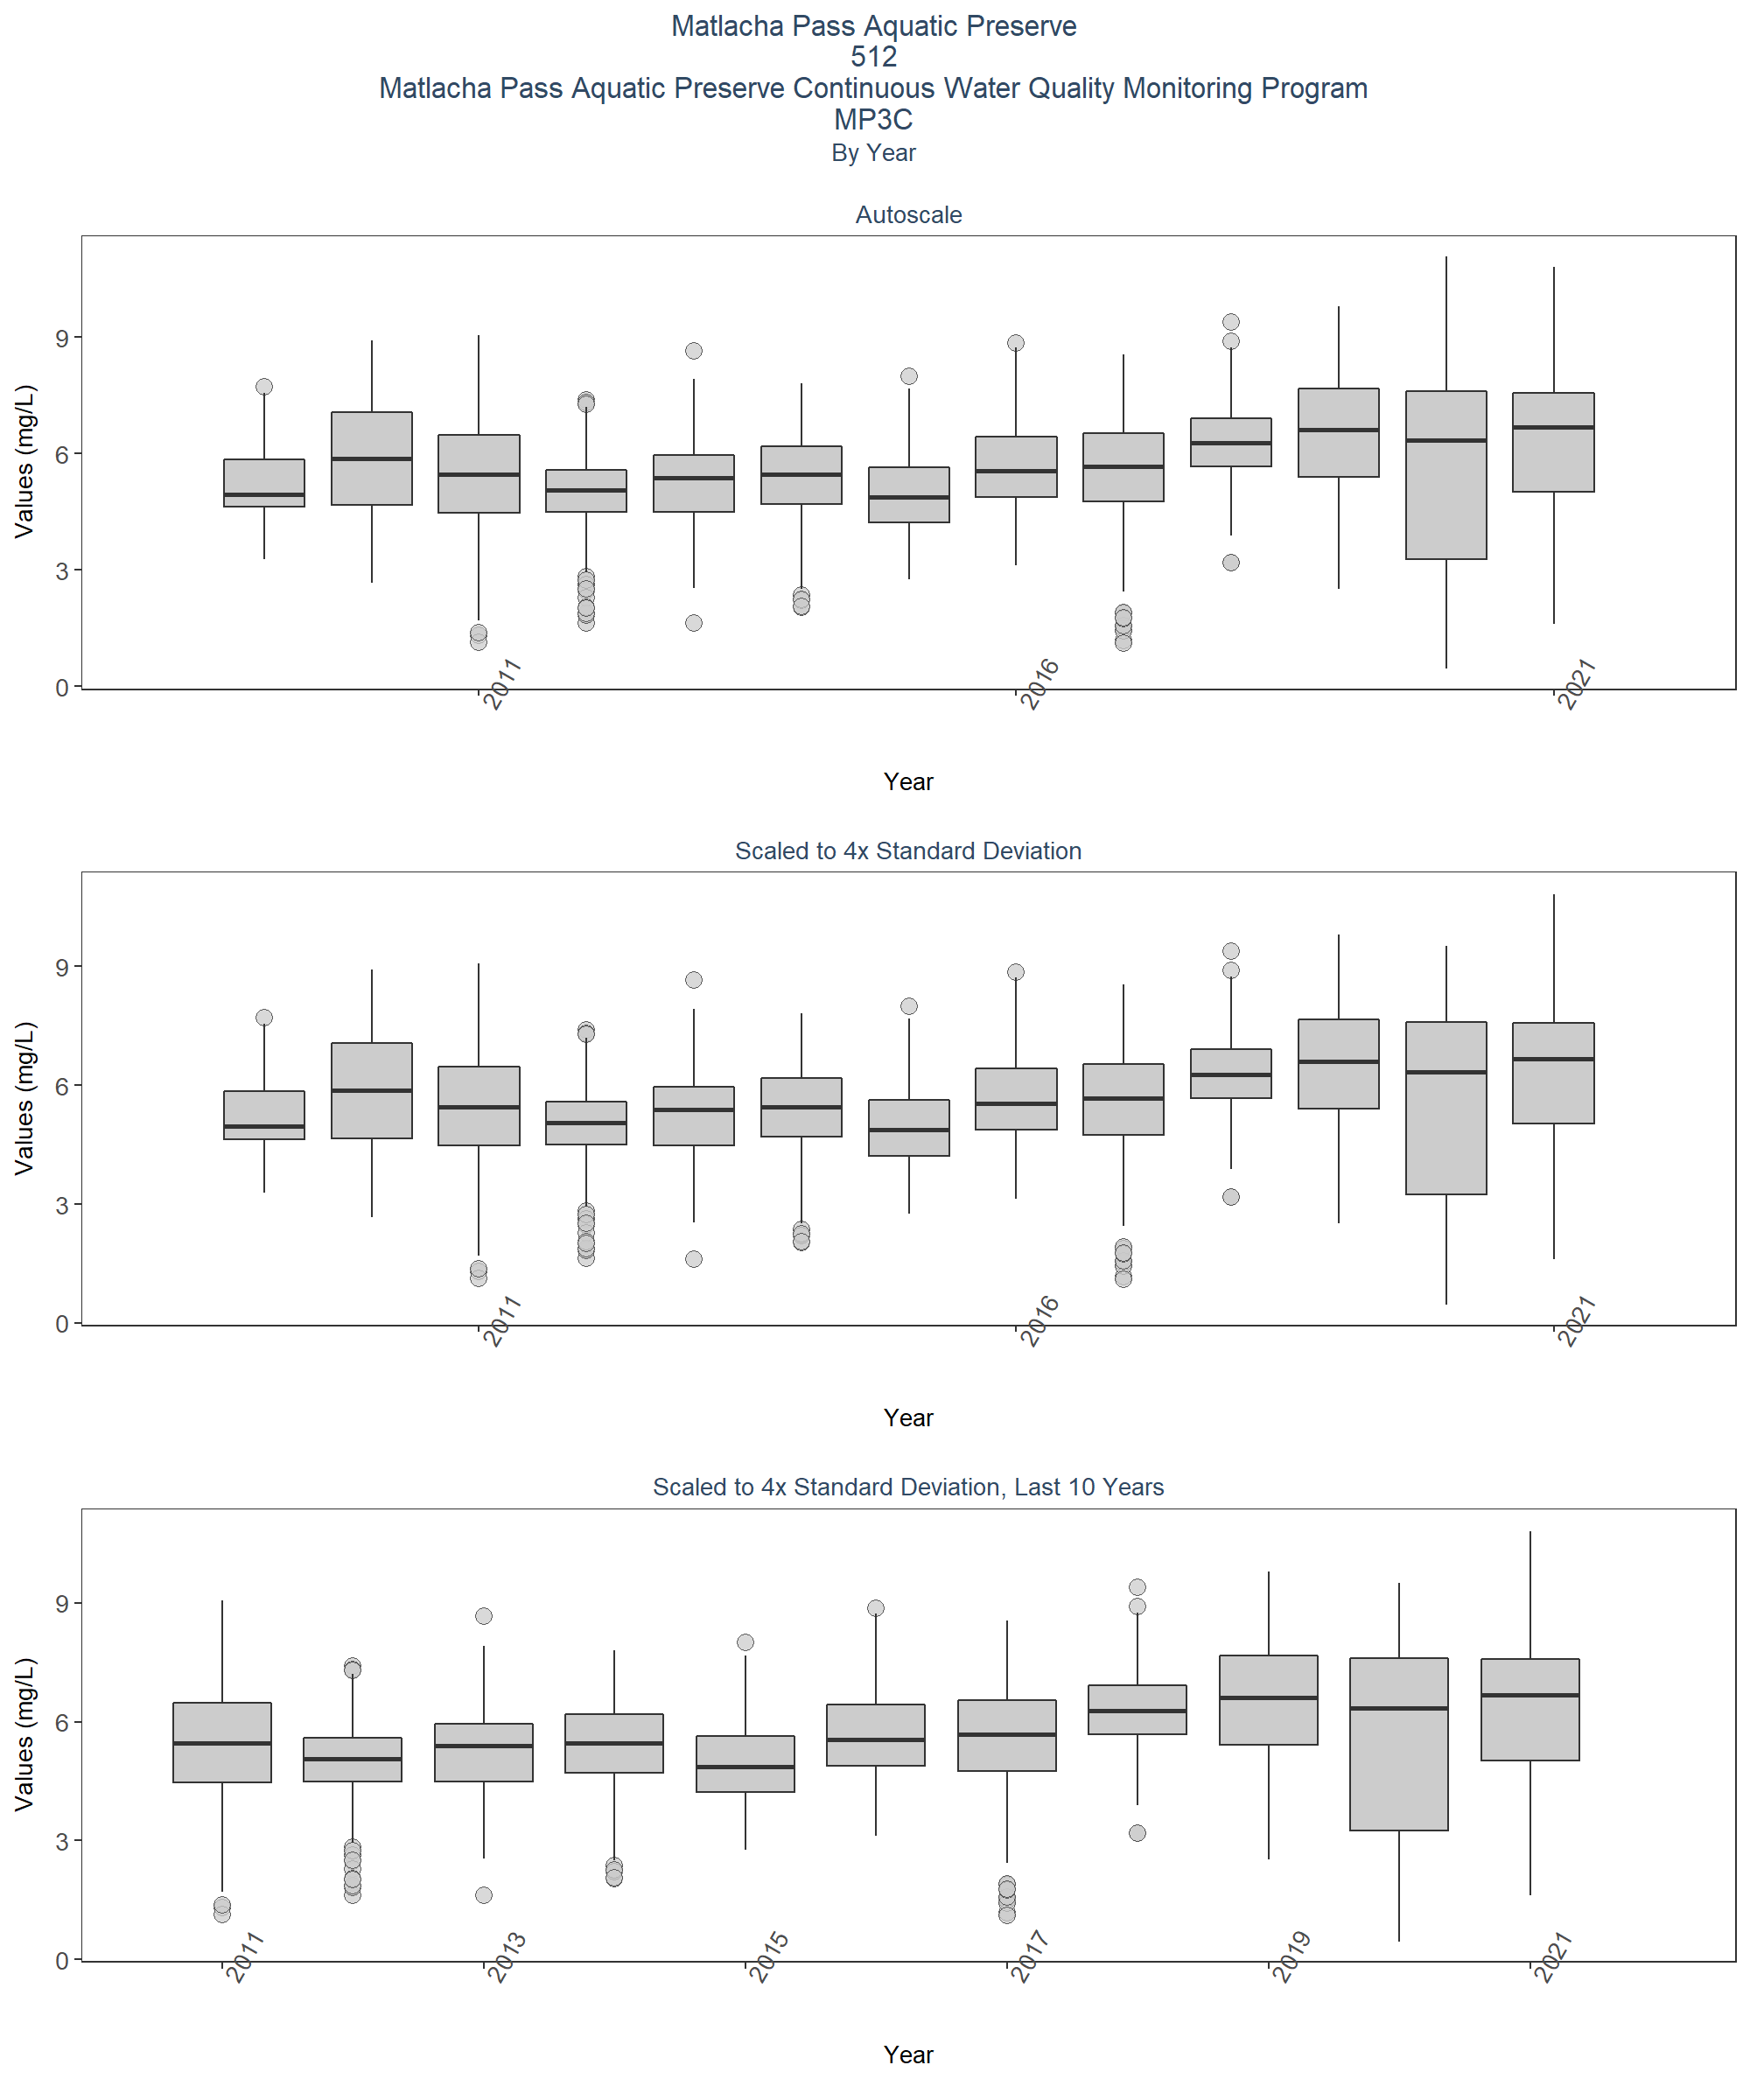 Matlacha Pass Aquatic Preserve
512
Matlacha Pass Aquatic Preserve Continuous Water Quality Monitoring Program
MP3C
By Year
Autoscale
Values (mg/L)
9
6
3
0
2011
2016
2021
Year
Scaled to 4x Standard Deviation
Values (mg/L)
9
6
3
0
2011
2016
2021
Year
Scaled to 4x Standard Deviation, Last 10 Years
Values (mg/L)
9
6
3
0
2011
2013
2015
2017
2019
2021
Year